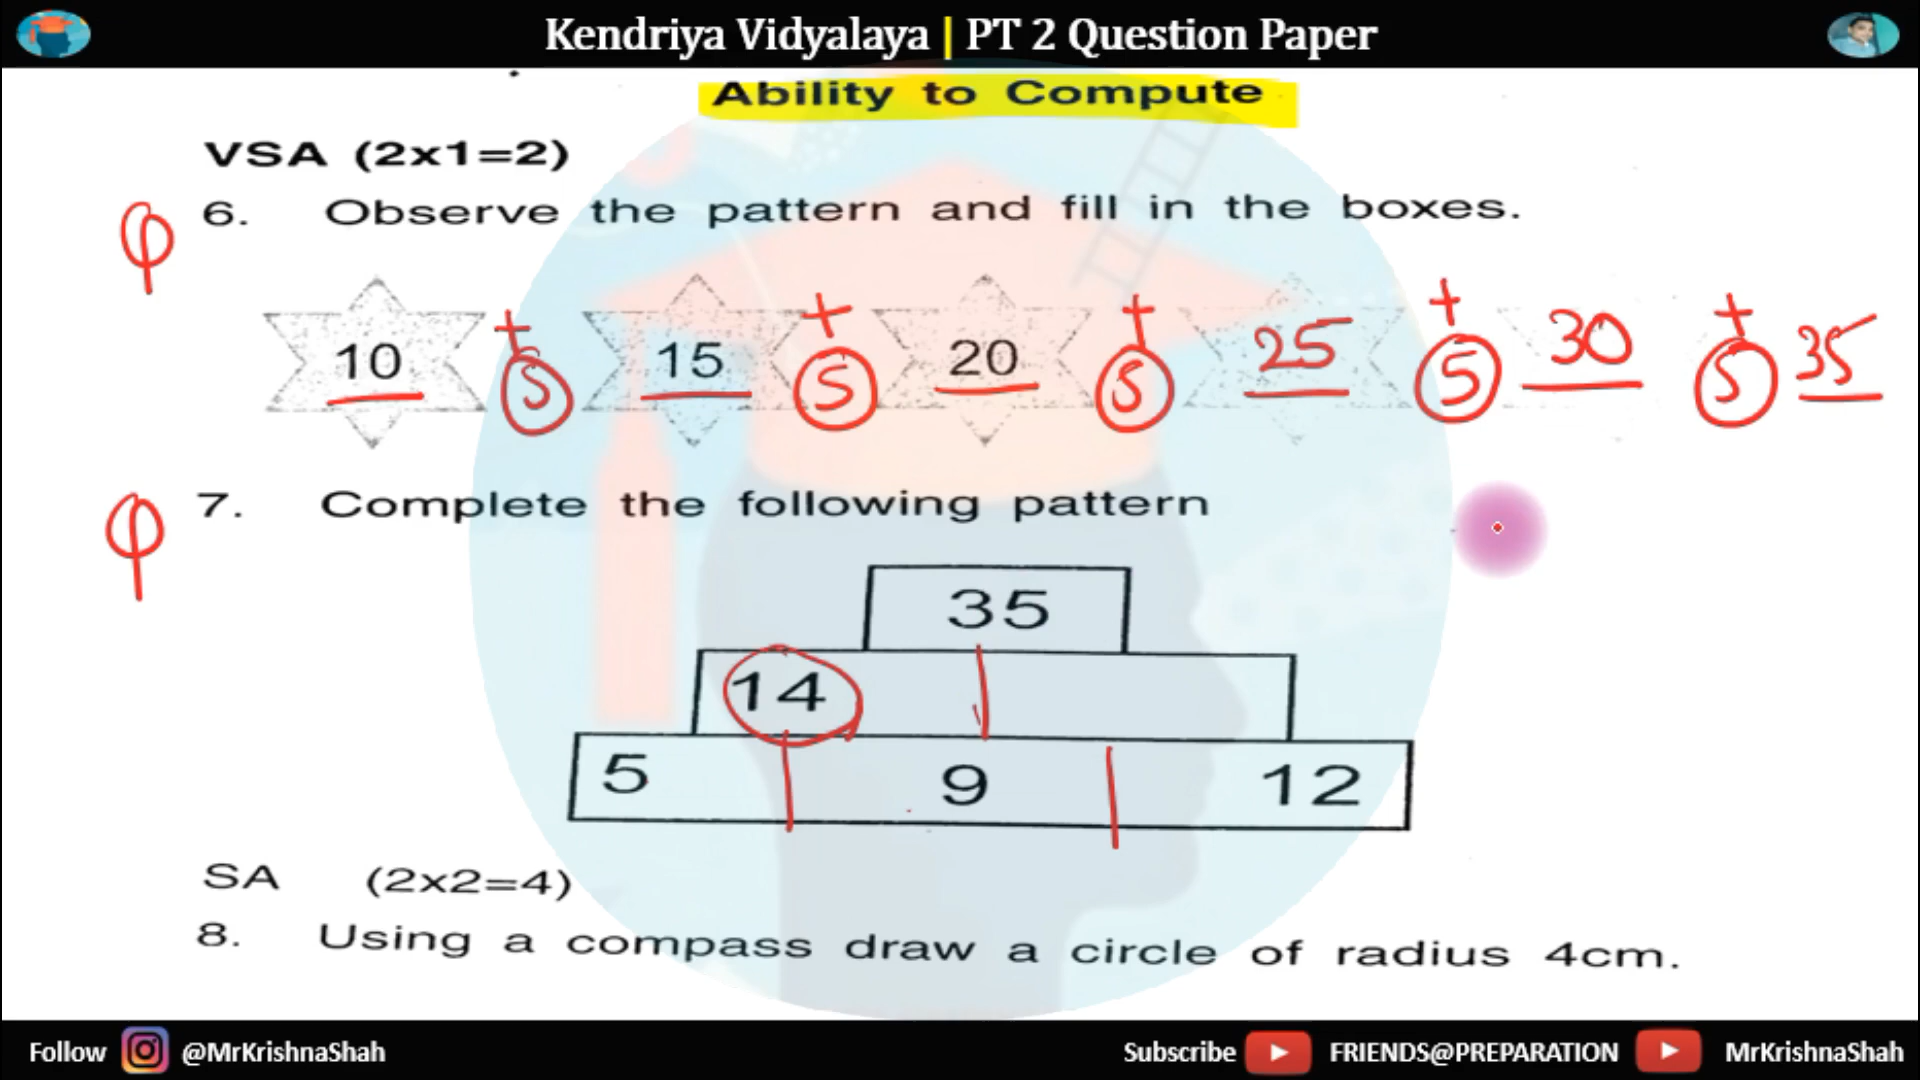 Kendriya Vidyalaya | PT 2 Question Paper
Ability to Compute
VSA (2x1=2)
6. Observe the pattern and fill in the boxes.
10 + 5 15 + 5 20 + 5 25 + 5 30 + 5 35
7. Complete the following pattern
35
14
5 9 12
SA (2x2=4)
8. Using a compass draw a circle of radius 4cm.
Follow @MrKrishnaShah Subscribe FRIENDS@PREPARATION MrKrishnaShah